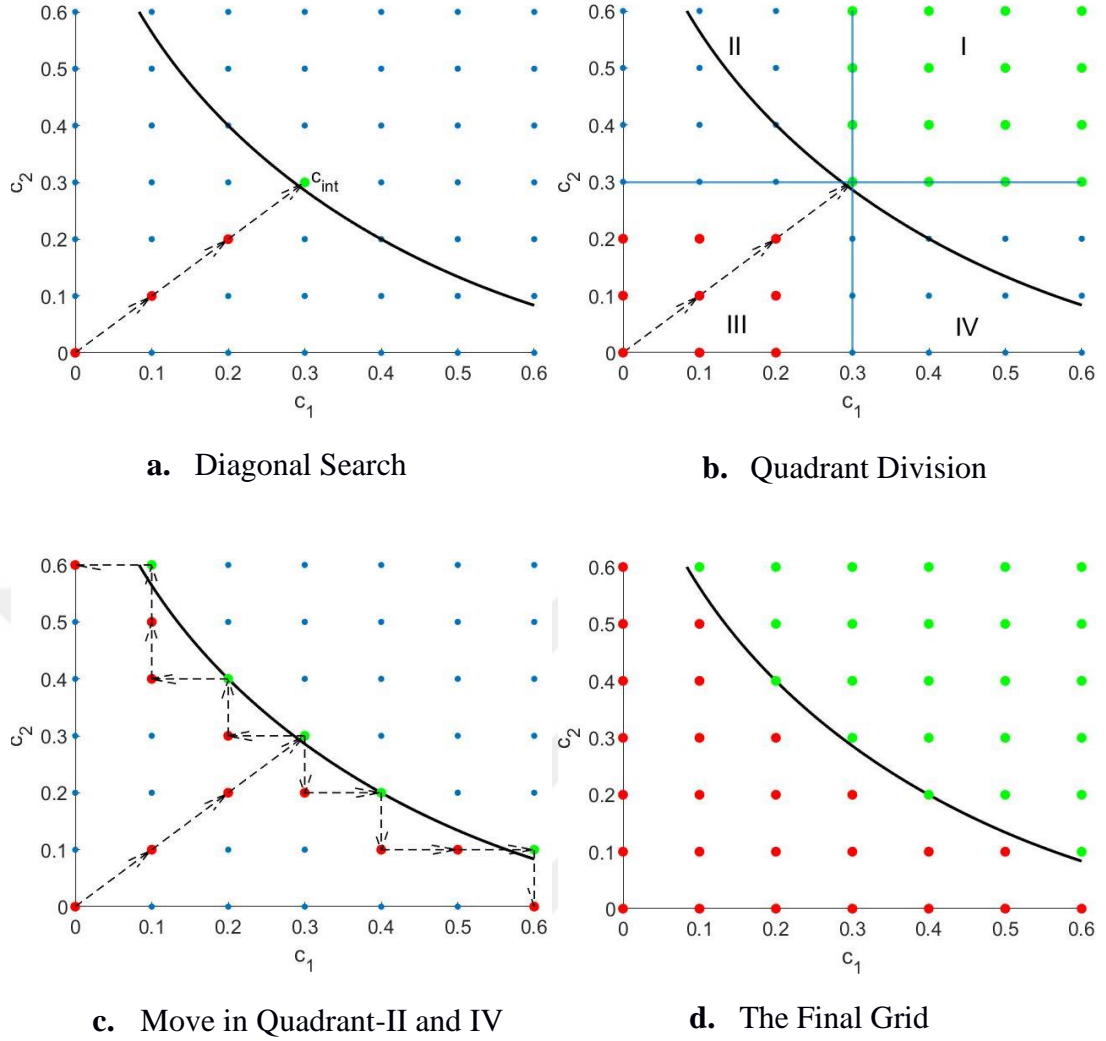 0.6
0.5
0.4
0.3
0.2
0.1
0
c2
c_int
0 0.1 0.2 0.3 0.4 0.5 0.6
c1
a. Diagonal Search
0.6
0.5
0.4
0.3
0.2
0.1
0
c2
II I
III IV
0 0.1 0.2 0.3 0.4 0.5 0.6
c1
b. Quadrant Division
0.6
0.5
0.4
0.3
0.2
0.1
0
c2
0 0.1 0.2 0.3 0.4 0.5 0.6
c1
c. Move in Quadrant-II and IV
0.6
0.5
0.4
0.3
0.2
0.1
0
c2
0 0.1 0.2 0.3 0.4 0.5 0.6
c1
d. The Final Grid